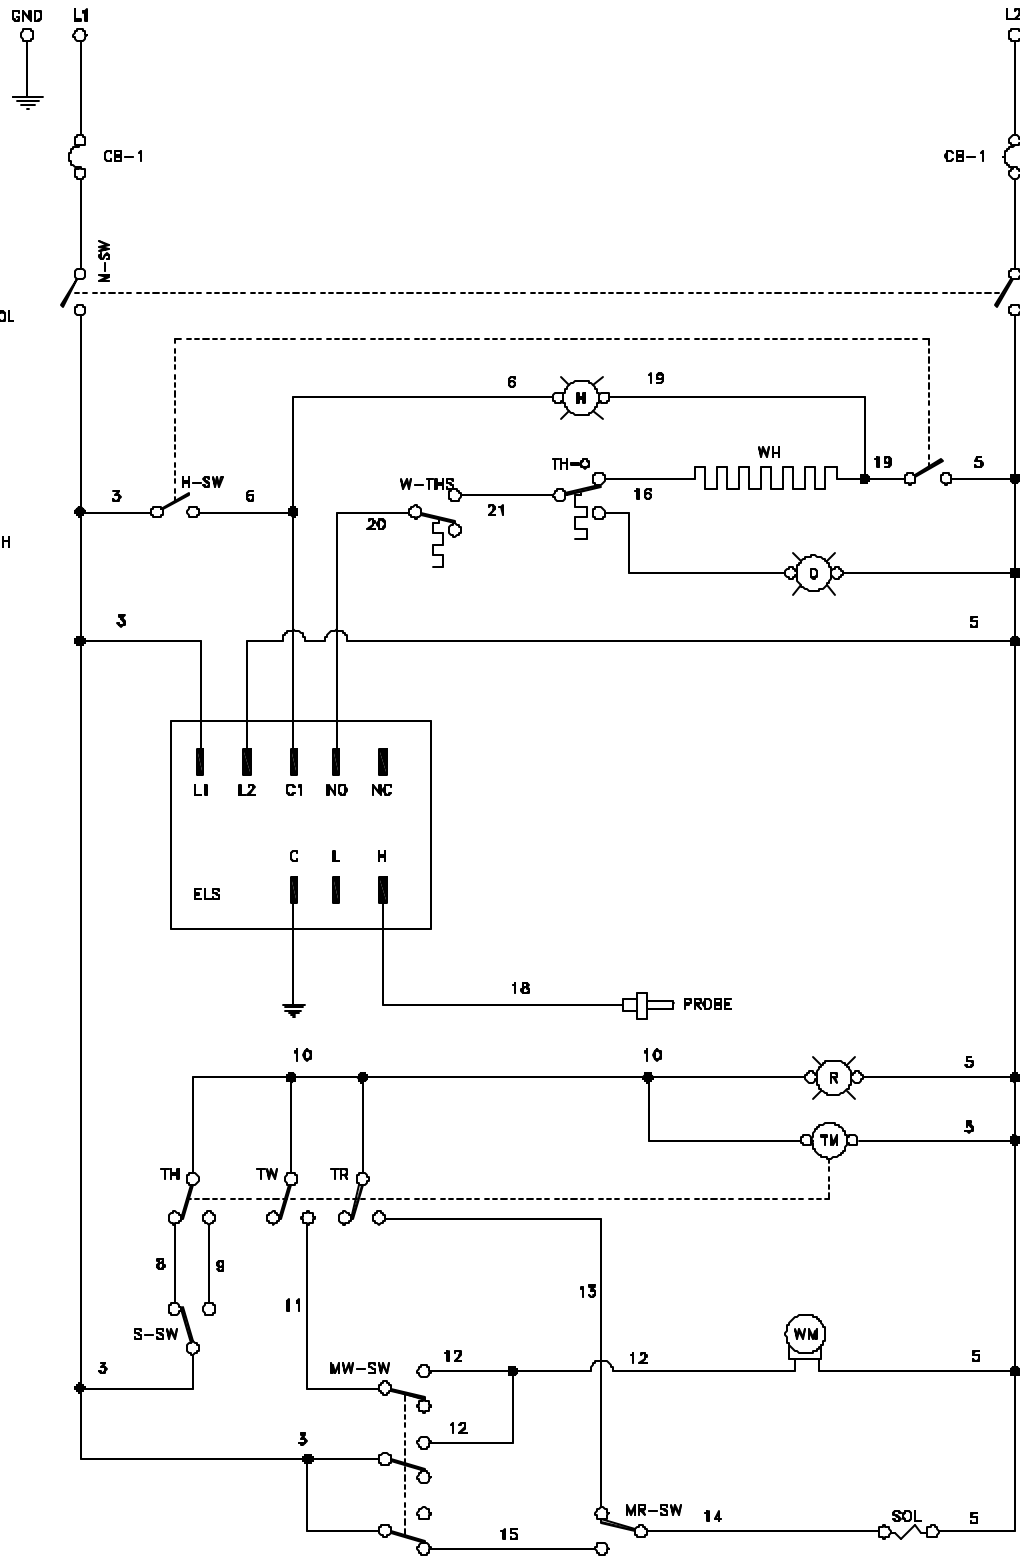 GND
L1
L2
CB-1
CB-1
N-SW
OL
6
19
TH-O
WH
19
5
W-THS
H-SW
3
6
20
21
16
H
H
D
3
5
L1 L2 C1 NO NC
C L H
ELS
18
PROBE
10
10
R
5
TM
5
TH
TW
TR
8
9
11
13
S-SW
3
MW-SW
12
12
WM
5
12
3
MR-SW
14
SOL
5
15